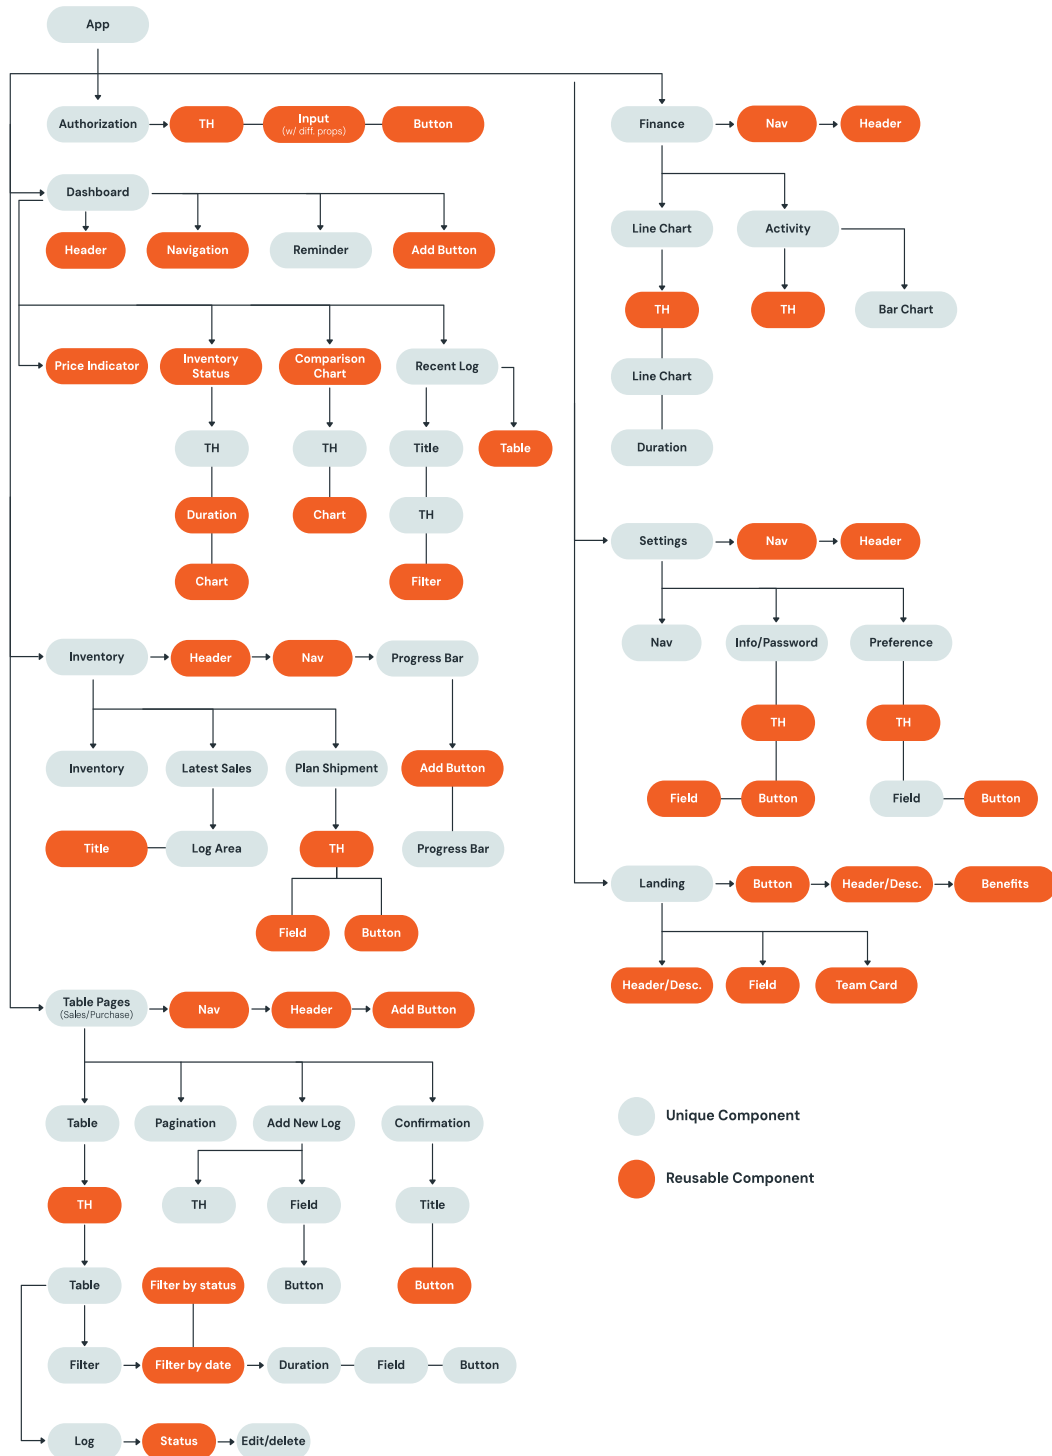 App
Authorization
TH
Input
(w/ diff. props)
Button
Finance
Nav
Header
Dashboard
Header
Navigation
Reminder
Add Button
Line Chart
Activity
TH
TH
Bar Chart
Line Chart
Duration
Price Indicator
Inventory
Status
Comparison
Chart
Recent Log
TH
TH
Title
Table
Duration
Chart
TH
Chart
Filter
Settings
Nav
Header
Nav
Info/Password
Preference
TH
TH
Field
Button
Field
Button
Inventory
Header
Nav
Progress Bar
Inventory
Latest Sales
Plan Shipment
Add Button
Title
Log Area
TH
Progress Bar
Field
Button
Landing
Button
Header/Desc.
Benefits
Header/Desc.
Field
Team Card
Table Pages
(Sales/Purchase)
Nav
Header
Add Button
Table
Pagination
Add New Log
Confirmation
TH
TH
Field
Title
Table
Filter by status
Button
Button
Filter
Filter by date
Duration
Field
Button
Log
Status
Edit/delete
Unique Component
Reusable Component